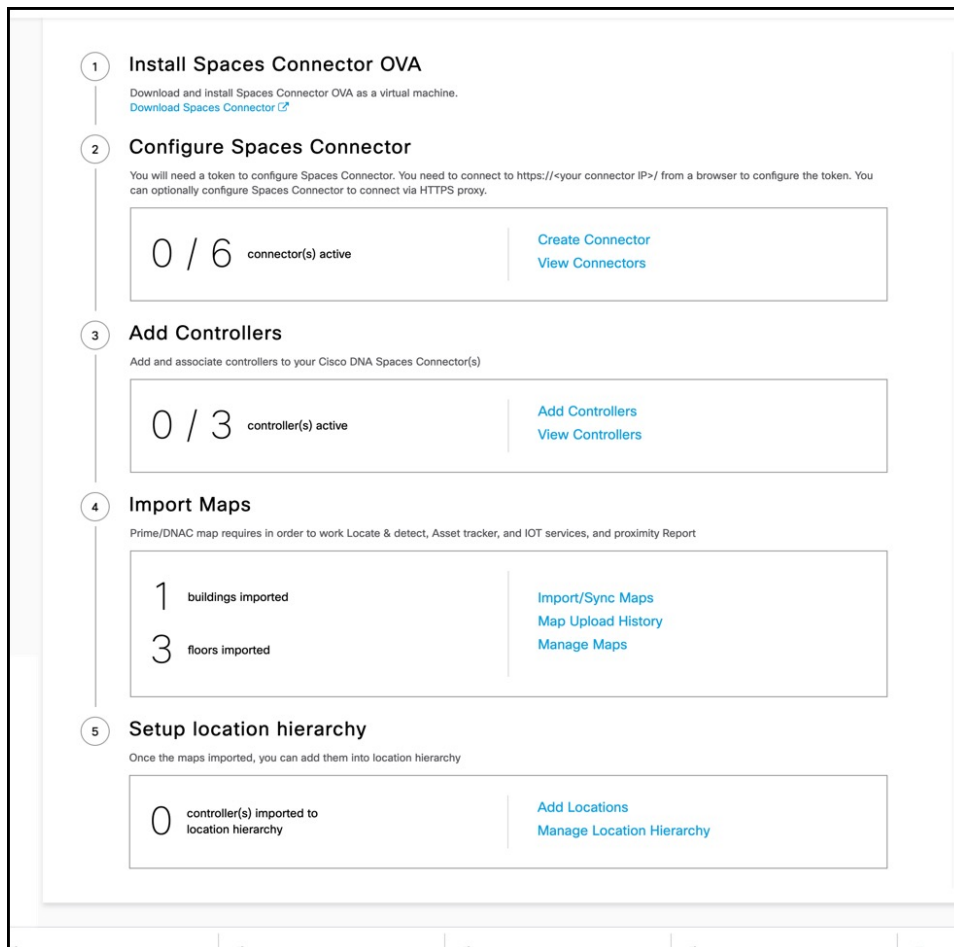 1 Install Spaces Connector OVA
Download and install Spaces Connector OVA as a virtual machine.
Download Spaces Connector
2 Configure Spaces Connector
You will need a token to configure Spaces Connector. You need to connect to https://<your connector IP>/ from a browser to configure the token. You
can optionally configure Spaces Connector to connect via HTTPS proxy.
0 / 6 connector(s) active
Create Connector
View Connectors
3 Add Controllers
Add and associate controllers to your Cisco DNA Spaces Connector(s)
0 / 3 controller(s) active
Add Controllers
View Controllers
4 Import Maps
Prime/DNAC map requires in order to work Locate & detect, Asset tracker, and IOT services, and proximity Report
1 buildings imported
3 floors imported
Import/Sync Maps
Map Upload History
Manage Maps
5 Setup location hierarchy
Once the maps imported, you can add them into location hierarchy
0 controller(s) imported to
location hierarchy
Add Locations
Manage Location Hierarchy